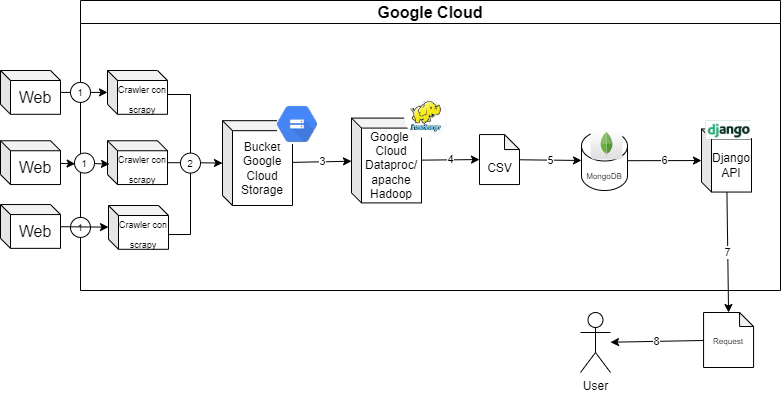 Google Cloud
Web
1
Crawler con
scrapy
Web
1
Crawler con
scrapy
Web
1
Crawler con
scrapy
2
Bucket
Google
Cloud
Storage
3
hadoop
Google
Cloud
Dataproc/
apache
Hadoop
4
CSV
5
MongoDB
6
django
Django
API
7
Request
8
User